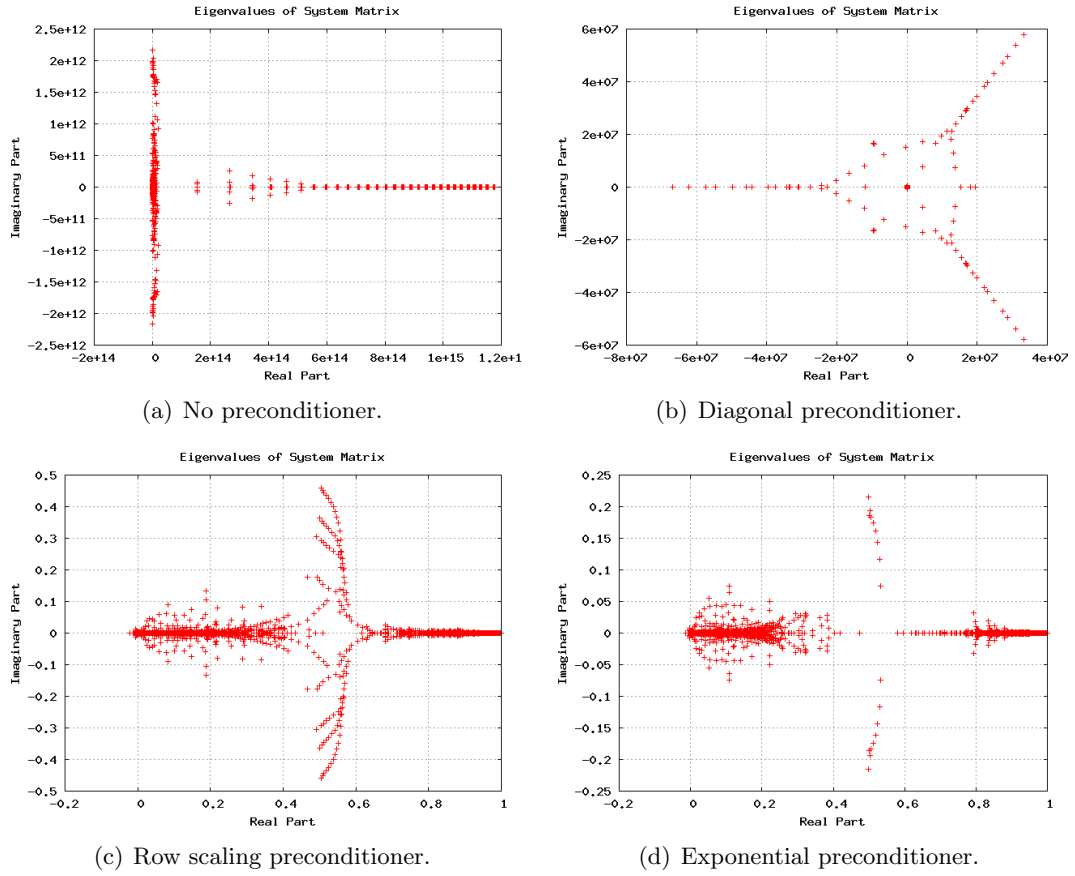 Eigenvalues of System Matrix
2.5e+12
2e+12
1.5e+12
1e+12
5e+11
0
-5e+11
-1e+12
-1.5e+12
-2e+12
-2.5e+12
Imaginary Part
-2e+14 0 2e+14 4e+14 6e+14 8e+14 1e+15 1.2e+1
Real Part
(a) No preconditioner.
Eigenvalues of System Matrix
6e+07
4e+07
2e+07
0
-2e+07
-4e+07
-6e+07
Imaginary Part
-8e+07 -6e+07 -4e+07 -2e+07 0 2e+07 4e+07
Real Part
(b) Diagonal preconditioner.
Eigenvalues of System Matrix
0.5
0.4
0.3
0.2
0.1
0
-0.1
-0.2
-0.3
-0.4
-0.5
Imaginary Part
-0.2 0 0.2 0.4 0.6 0.8 1
Real Part
(c) Row scaling preconditioner.
Eigenvalues of System Matrix
0.25
0.2
0.15
0.1
0.05
0
-0.05
-0.1
-0.15
-0.2
-0.25
Imaginary Part
-0.2 0 0.2 0.4 0.6 0.8 1
Real Part
(d) Exponential preconditioner.